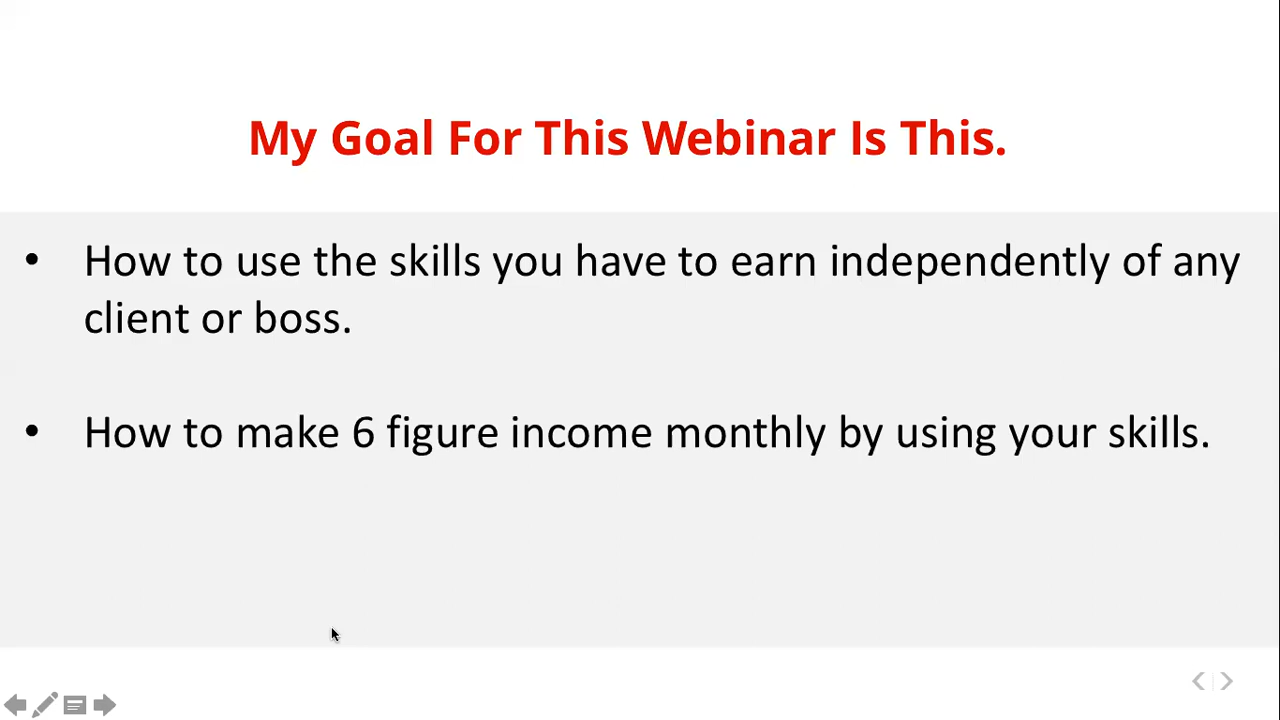 My Goal For This Webinar Is This.
• How to use the skills you have to earn independently of any
client or boss.
• How to make 6 figure income monthly by using your skills.